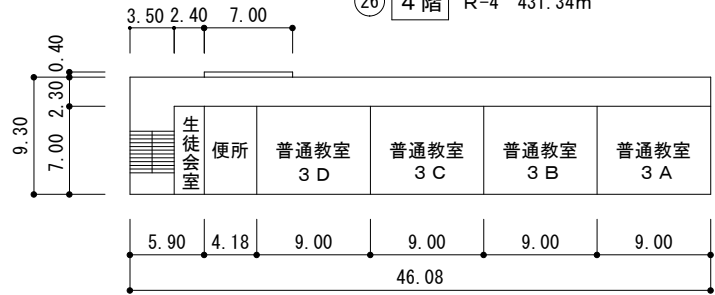 ㉖ 4階 R-4 431.34㎡
3.50 2.40 7.00
0.40
2.30
7.00
9.30
生徒会室
便所
普通教室
3D
普通教室
3C
普通教室
3B
普通教室
3A
5.90 4.18 9.00 9.00 9.00 9.00
46.08